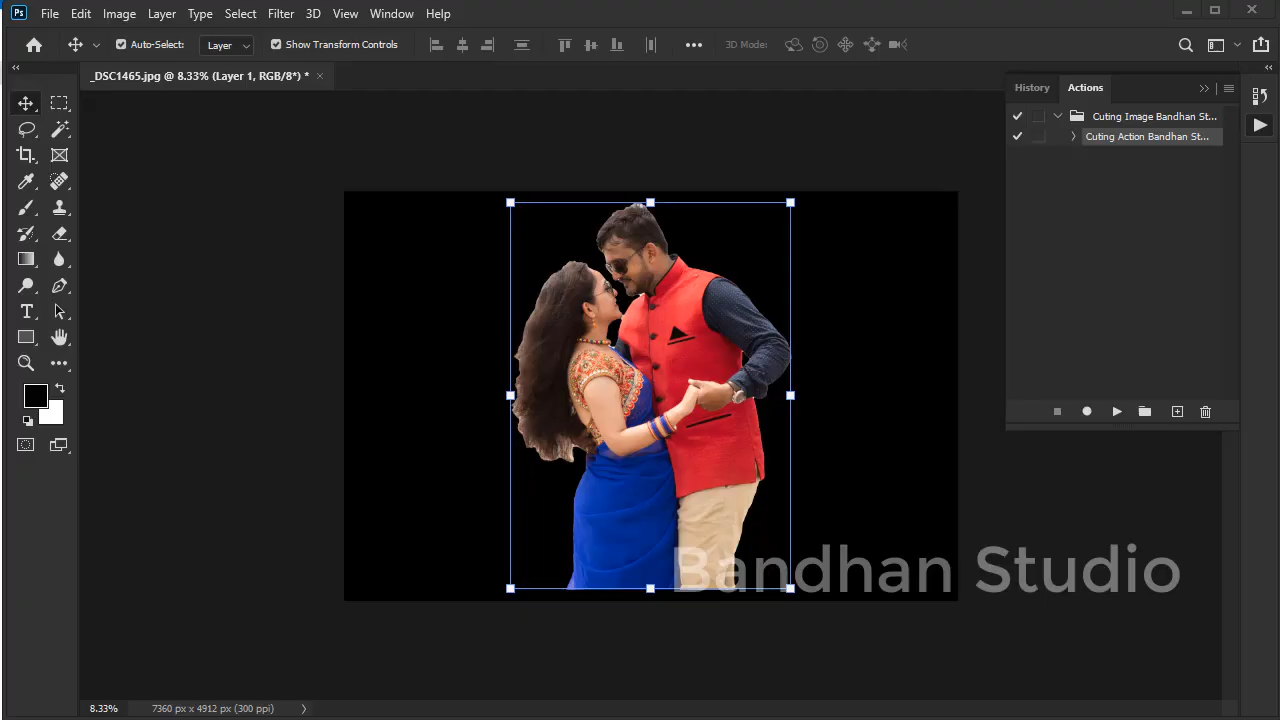 Ps File Edit Image Layer Type Select Filter 3D View Window Help
Auto-Select: Layer Show Transform Controls 3D Mode:
_DSC1465.jpg @ 8.33% (Layer 1, RGB/8*) *
History Actions
Cuting Image Bandhan St...
Cuting Action Bandhan St...
Bandhan Studio
8.33% 7360 px x 4912 px (300 ppi)